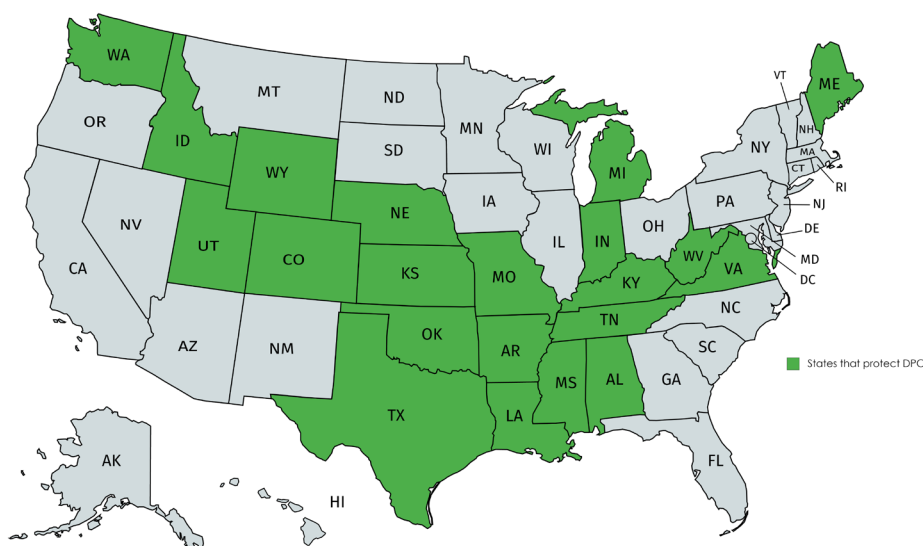 WA
MT
ND
MN
ME
VT
NH
OR
ID
SD
WI
MI
NY
MA
CT
RI
WY
IA
PA
NJ
NV
NE
IL
IN
OH
DE
UT
CO
WV
MD
CA
KS
MO
KY
VA
DC
AZ
NM
OK
AR
TN
NC
SC
TX
LA
MS
AL
GA
States that protect DPC
AK
HI
FL